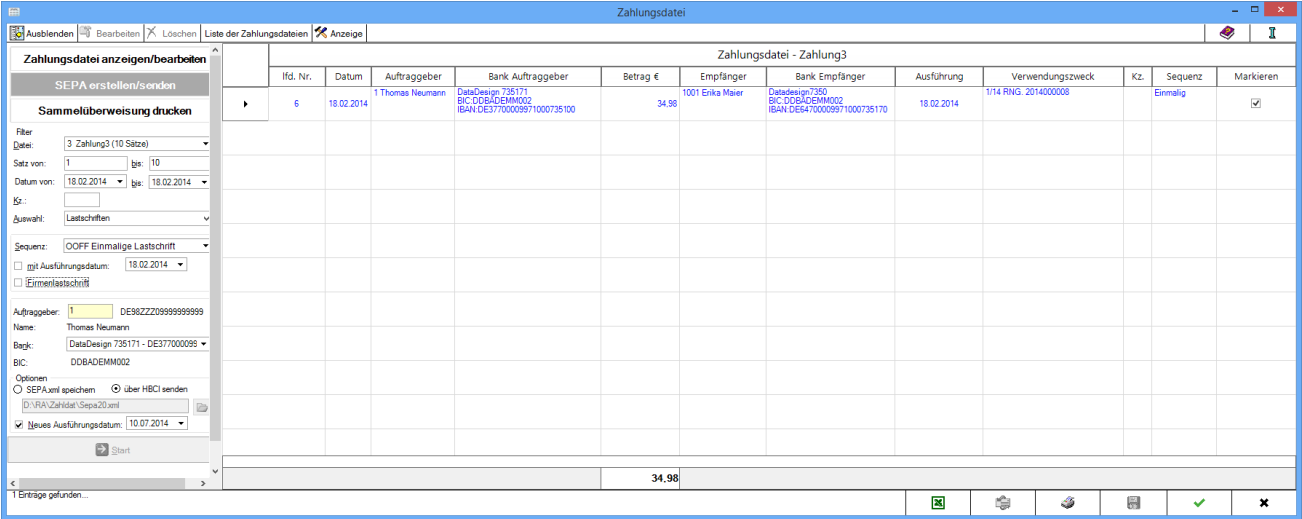 Zahlungsdatei
Ausblenden Bearbeiten Löschen Liste der Zahlungsdateien Anzeige
Zahlungsdatei anzeigen/bearbeiten
SEPA erstellen/senden
Sammelüberweisung drucken
Filter
Datei: 3 Zahlung3 (10 Sätze)
Satz von: 1 bis: 10
Datum von: 18.02.2014 bis: 18.02.2014
Kz.:
Auswahl: Lastschriften
Sequenz: OOFF Einmalige Lastschrift
mit Ausführungsdatum: 18.02.2014
Firmenlastschrift
Auftraggeber: 1 DE98ZZZ09999999999
Name: Thomas Neumann
Bank: DataDesign 735171 - DE377000099
BIC: DDBADEMM002
Optionen
SEPA.xml speichern über HBCI senden
D:\RA\Zahldat\Sepa20.xml
Neues Ausführungsdatum: 10.07.2014
Start
Zahlungsdatei - Zahlung3
lfd. Nr. Datum Auftraggeber Bank Auftraggeber Betrag € Empfänger Bank Empfänger Ausführung Verwendungszweck Kz. Sequenz Markieren
1 Thomas Neumann DataDesign 735171 1001 Erika Maier Datadesign7350 1/14 RNG. 2014000008 Einmalig
6 18.02.2014 BIC:DDBADEMM002 34,98 BIC:DDBADEMM002 18.02.2014
IBAN:DE37700009971000735100 IBAN:DE64700009971000735170
34,98
1 Einträge gefunden...